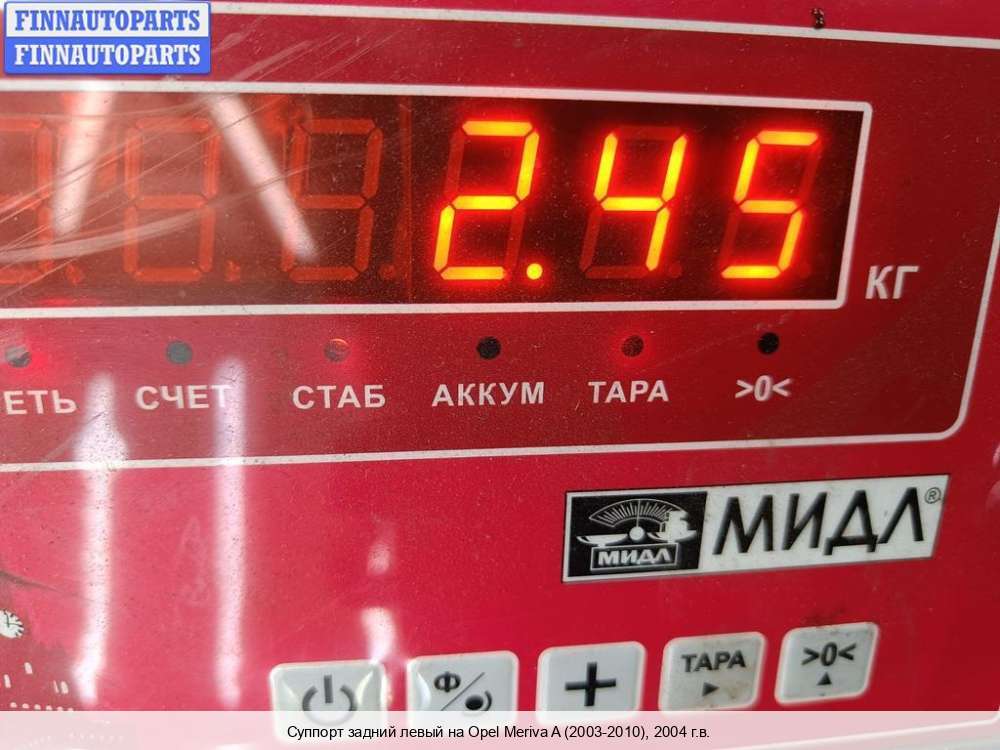 FINNAUTOPARTS
FINNAUTOPARTS
2.45
КГ
ЕТЬ СЧЕТ СТАБ АККУМ ТАРА >0<
МИДЛ МИДЛ®
Ф + ТАРА >0<
Суппорт задний левый на Opel Meriva A (2003-2010), 2004 г.в.